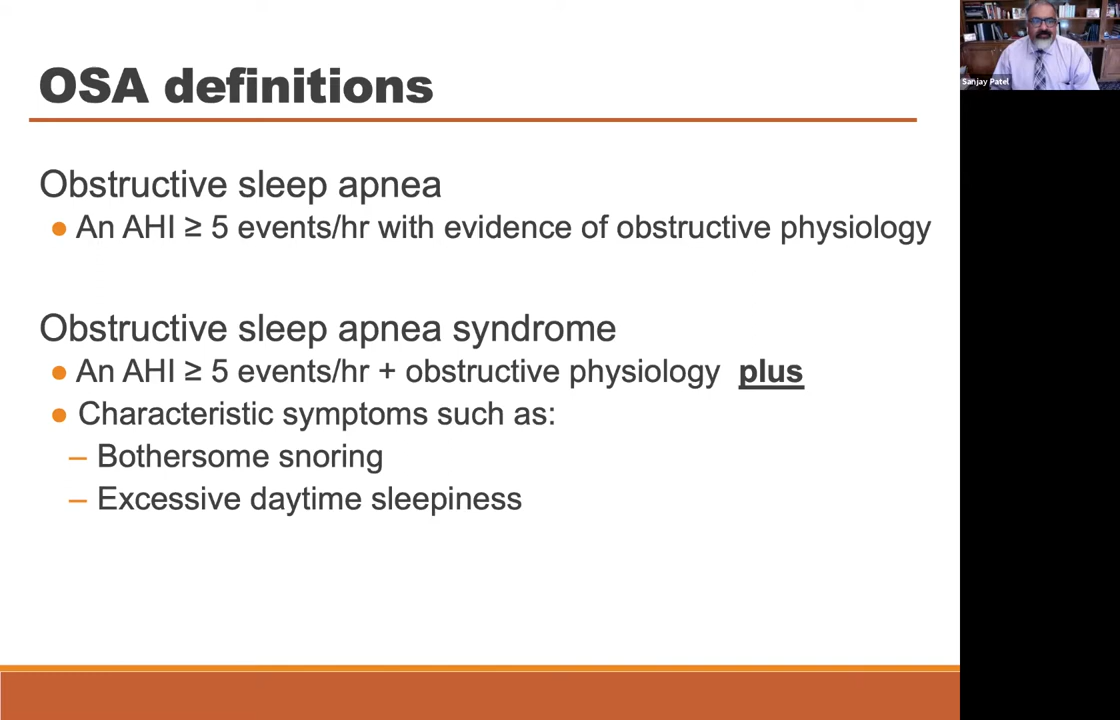 OSA definitions
Sanjay Patel
Obstructive sleep apnea
● An AHI ≥ 5 events/hr with evidence of obstructive physiology
Obstructive sleep apnea syndrome
● An AHI ≥ 5 events/hr + obstructive physiology plus
● Characteristic symptoms such as:
– Bothersome snoring
– Excessive daytime sleepiness